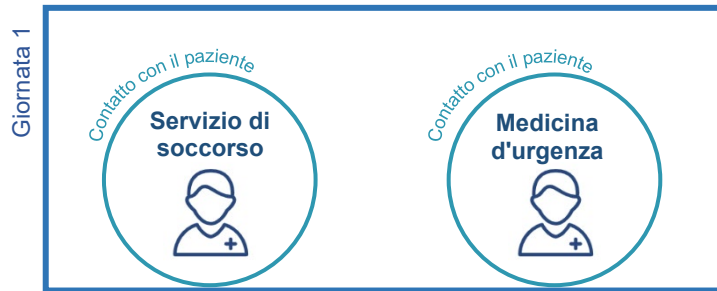 Giornata 1
Contatto con il paziente
Servizio di
soccorso
Contatto con il paziente
Medicina
d'urgenza